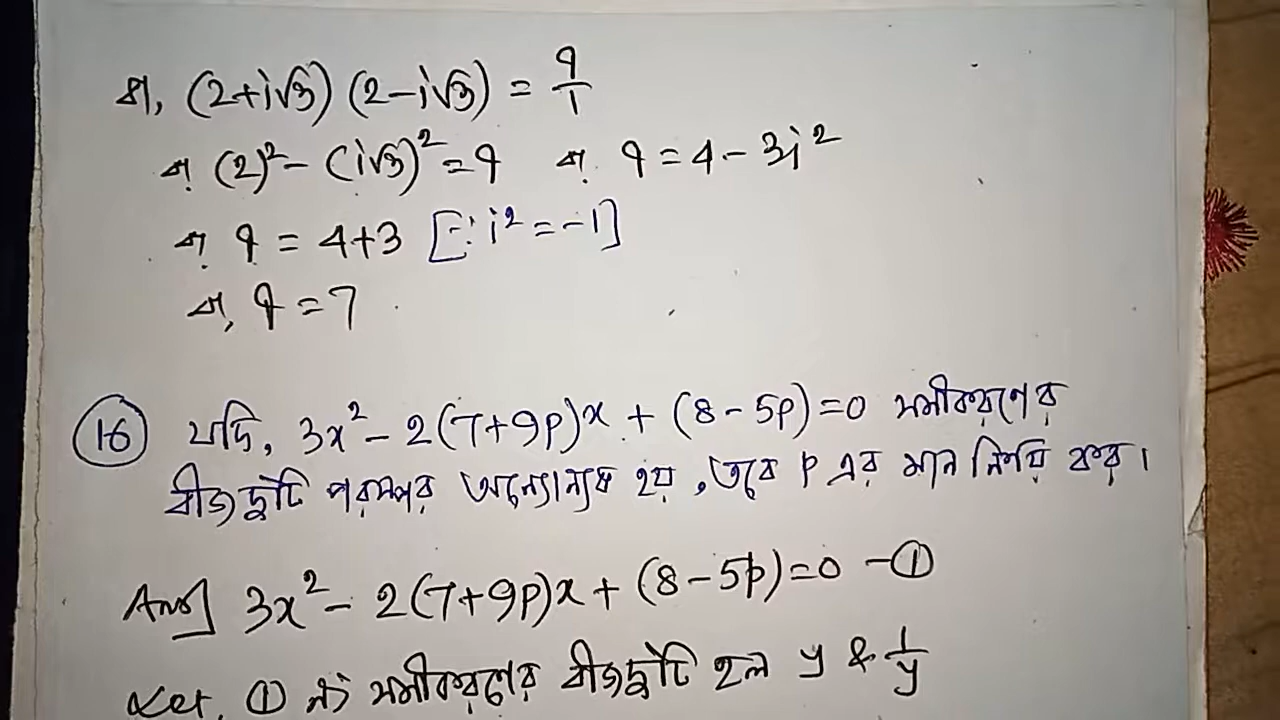 বা, (2+i√3) (2-i√3) = q/1
বা, (2)² - (i√3)² = q বা, q = 4 - 3i²
বা, q = 4+3 [∵ i² = -1]
বা, q = 7
(16) যদি, 3x² - 2(7+9p)x + (8-5p) = 0 সমীকরণের
বীজদুটি পরস্পর অন্যোন্যক হয়, তবে p এর মান নির্ণয় কর।
Ans] 3x² - 2(7+9p)x + (8-5p) = 0 - ①
Let, ① নং সমীকরণের বীজদুটি হল y & 1/y